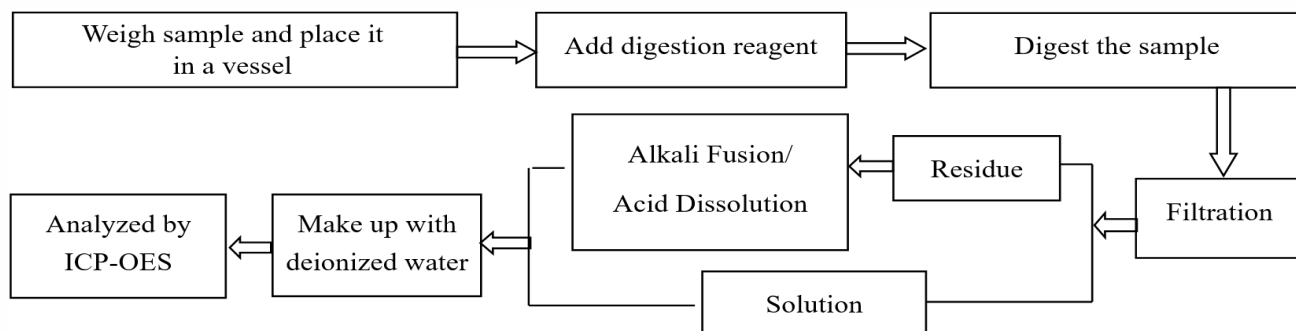 Weigh sample and place it
in a vessel
Add digestion reagent
Digest the sample
Filtration
Residue
Alkali Fusion/
Acid Dissolution
Solution
Make up with
deionized water
Analyzed by
ICP-OES